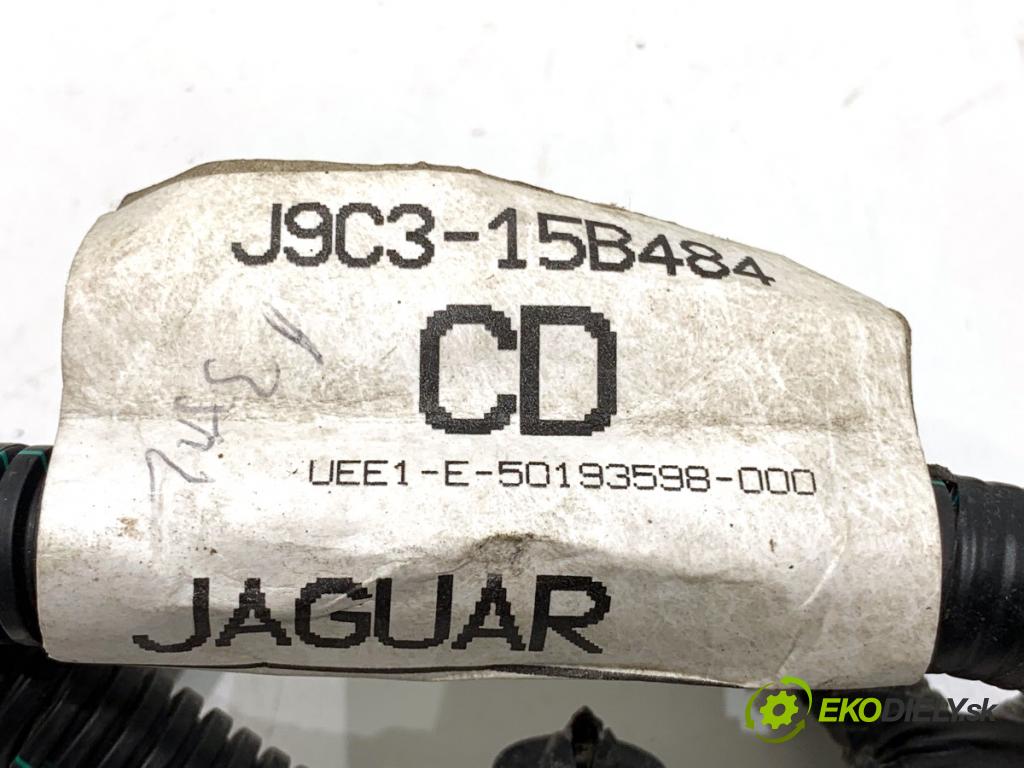 J9C3-15B484
CD
UEE1-E-50193598-000
JAGUAR
EKODIELY.sk